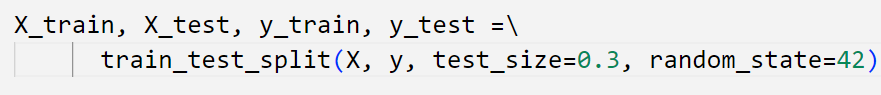 X_train, X_test, y_train, y_test =\
train_test_split(X, y, test_size=0.3, random_state=42)